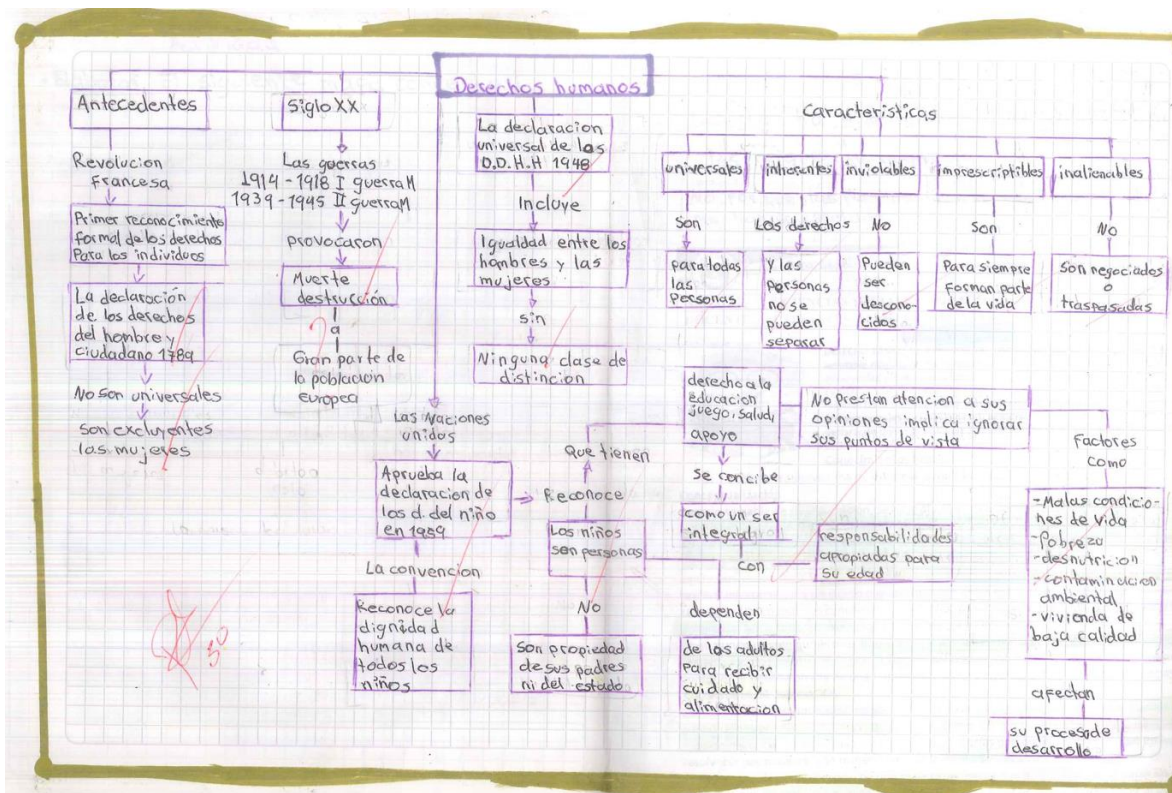 Desechos humanos
Antecedentes
Revolucion
Francesa
Primer reconocimiento
formal de los derechos
Para los individuos
La declaroción
de los derechos
del hombre y
ciudadano 1789
No son universales
son excluyentes
las mujeres
Siglo XX
Las guerras
1914 - 1918 I guerra M
1939 - 1945 II guerra M
provocaron
Muerte
destrucción
a
Gran parte de
la poblacion
europea
La declaracion
universal de los
D.D.H.H 1948
Incluye
Igualdad entre los
hombres y las
mujeres
sin
Ninguna clase de
distincion
Caracteristicas
universales
Son
para todas
las
Personas
inherentes
Los derechos
Y las
Personas
no se
pueden
separar
inviolables
No
Pueden
ser
descono-
cidos
imprescriptibles
Son
Para siempre
forman parte
de la vida
inalienables
No
son negociados
o
traspasadas
Las Naciones
unidos
Aprueba la
declaracion de
los d. del niño
en 1959
La convencion
Reconoce la
dignidad
humana de
todos los
niños
Reconoce
Que tienen
derecho a la
educacion
juego, salud,
apoyo
Los niños
son personas
No
son propiedad
de sus padres
ni del estado
dependen
de los adultos
para recibir
cuidado y
alimentacion
se concibe
como un ser
integral
con
responsabilidades
apropiadas para
su edad
No prestan atencion a sus
opiniones implica ignorar
sus puntos de vista
Factores
como
-Malas condicio-
nes de vida
-Pobreza
-desnutricion
-contaminacion
ambiental
-vivienda de
baja calidad
afectan
su proceso de
desarrollo
5.0